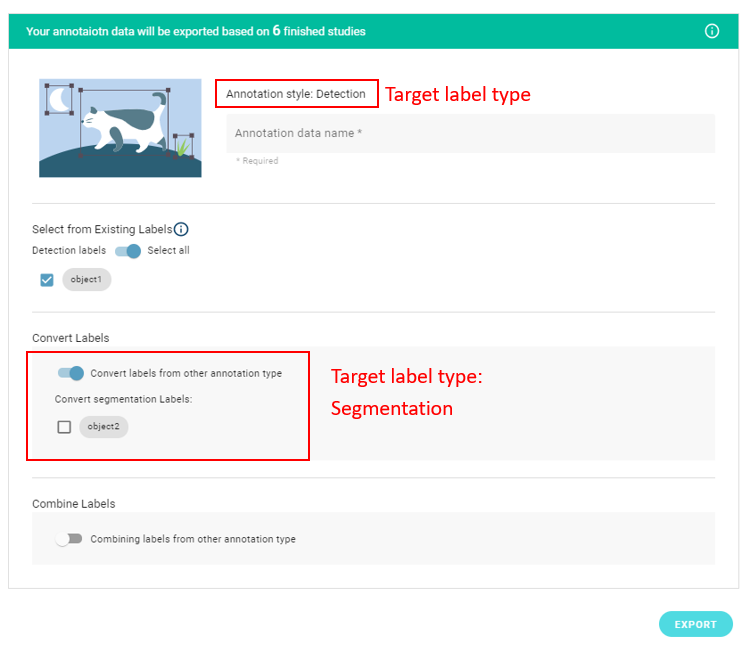 Your annotaiotn data will be exported based on 6 finished studies
Annotation style: Detection
Target label type
Annotation data name *
* Required
Select from Existing Labels
Detection labels
Select all
object1
Convert Labels
Convert labels from other annotation type
Convert segmentation Labels:
object2
Target label type:
Segmentation
Combine Labels
Combining labels from other annotation type
EXPORT